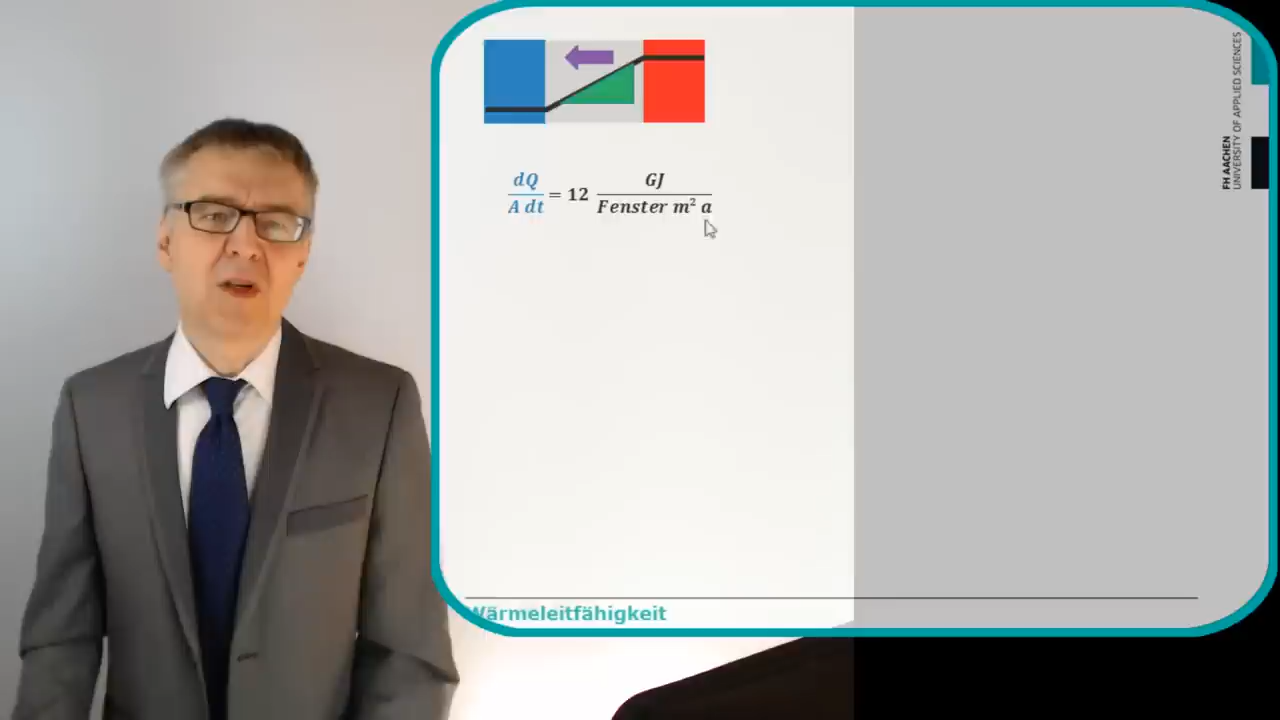 dQ / A dt = 12 GJ / Fenster m² a
Wärmeleitfähigkeit
FH AACHEN
UNIVERSITY OF APPLIED SCIENCES